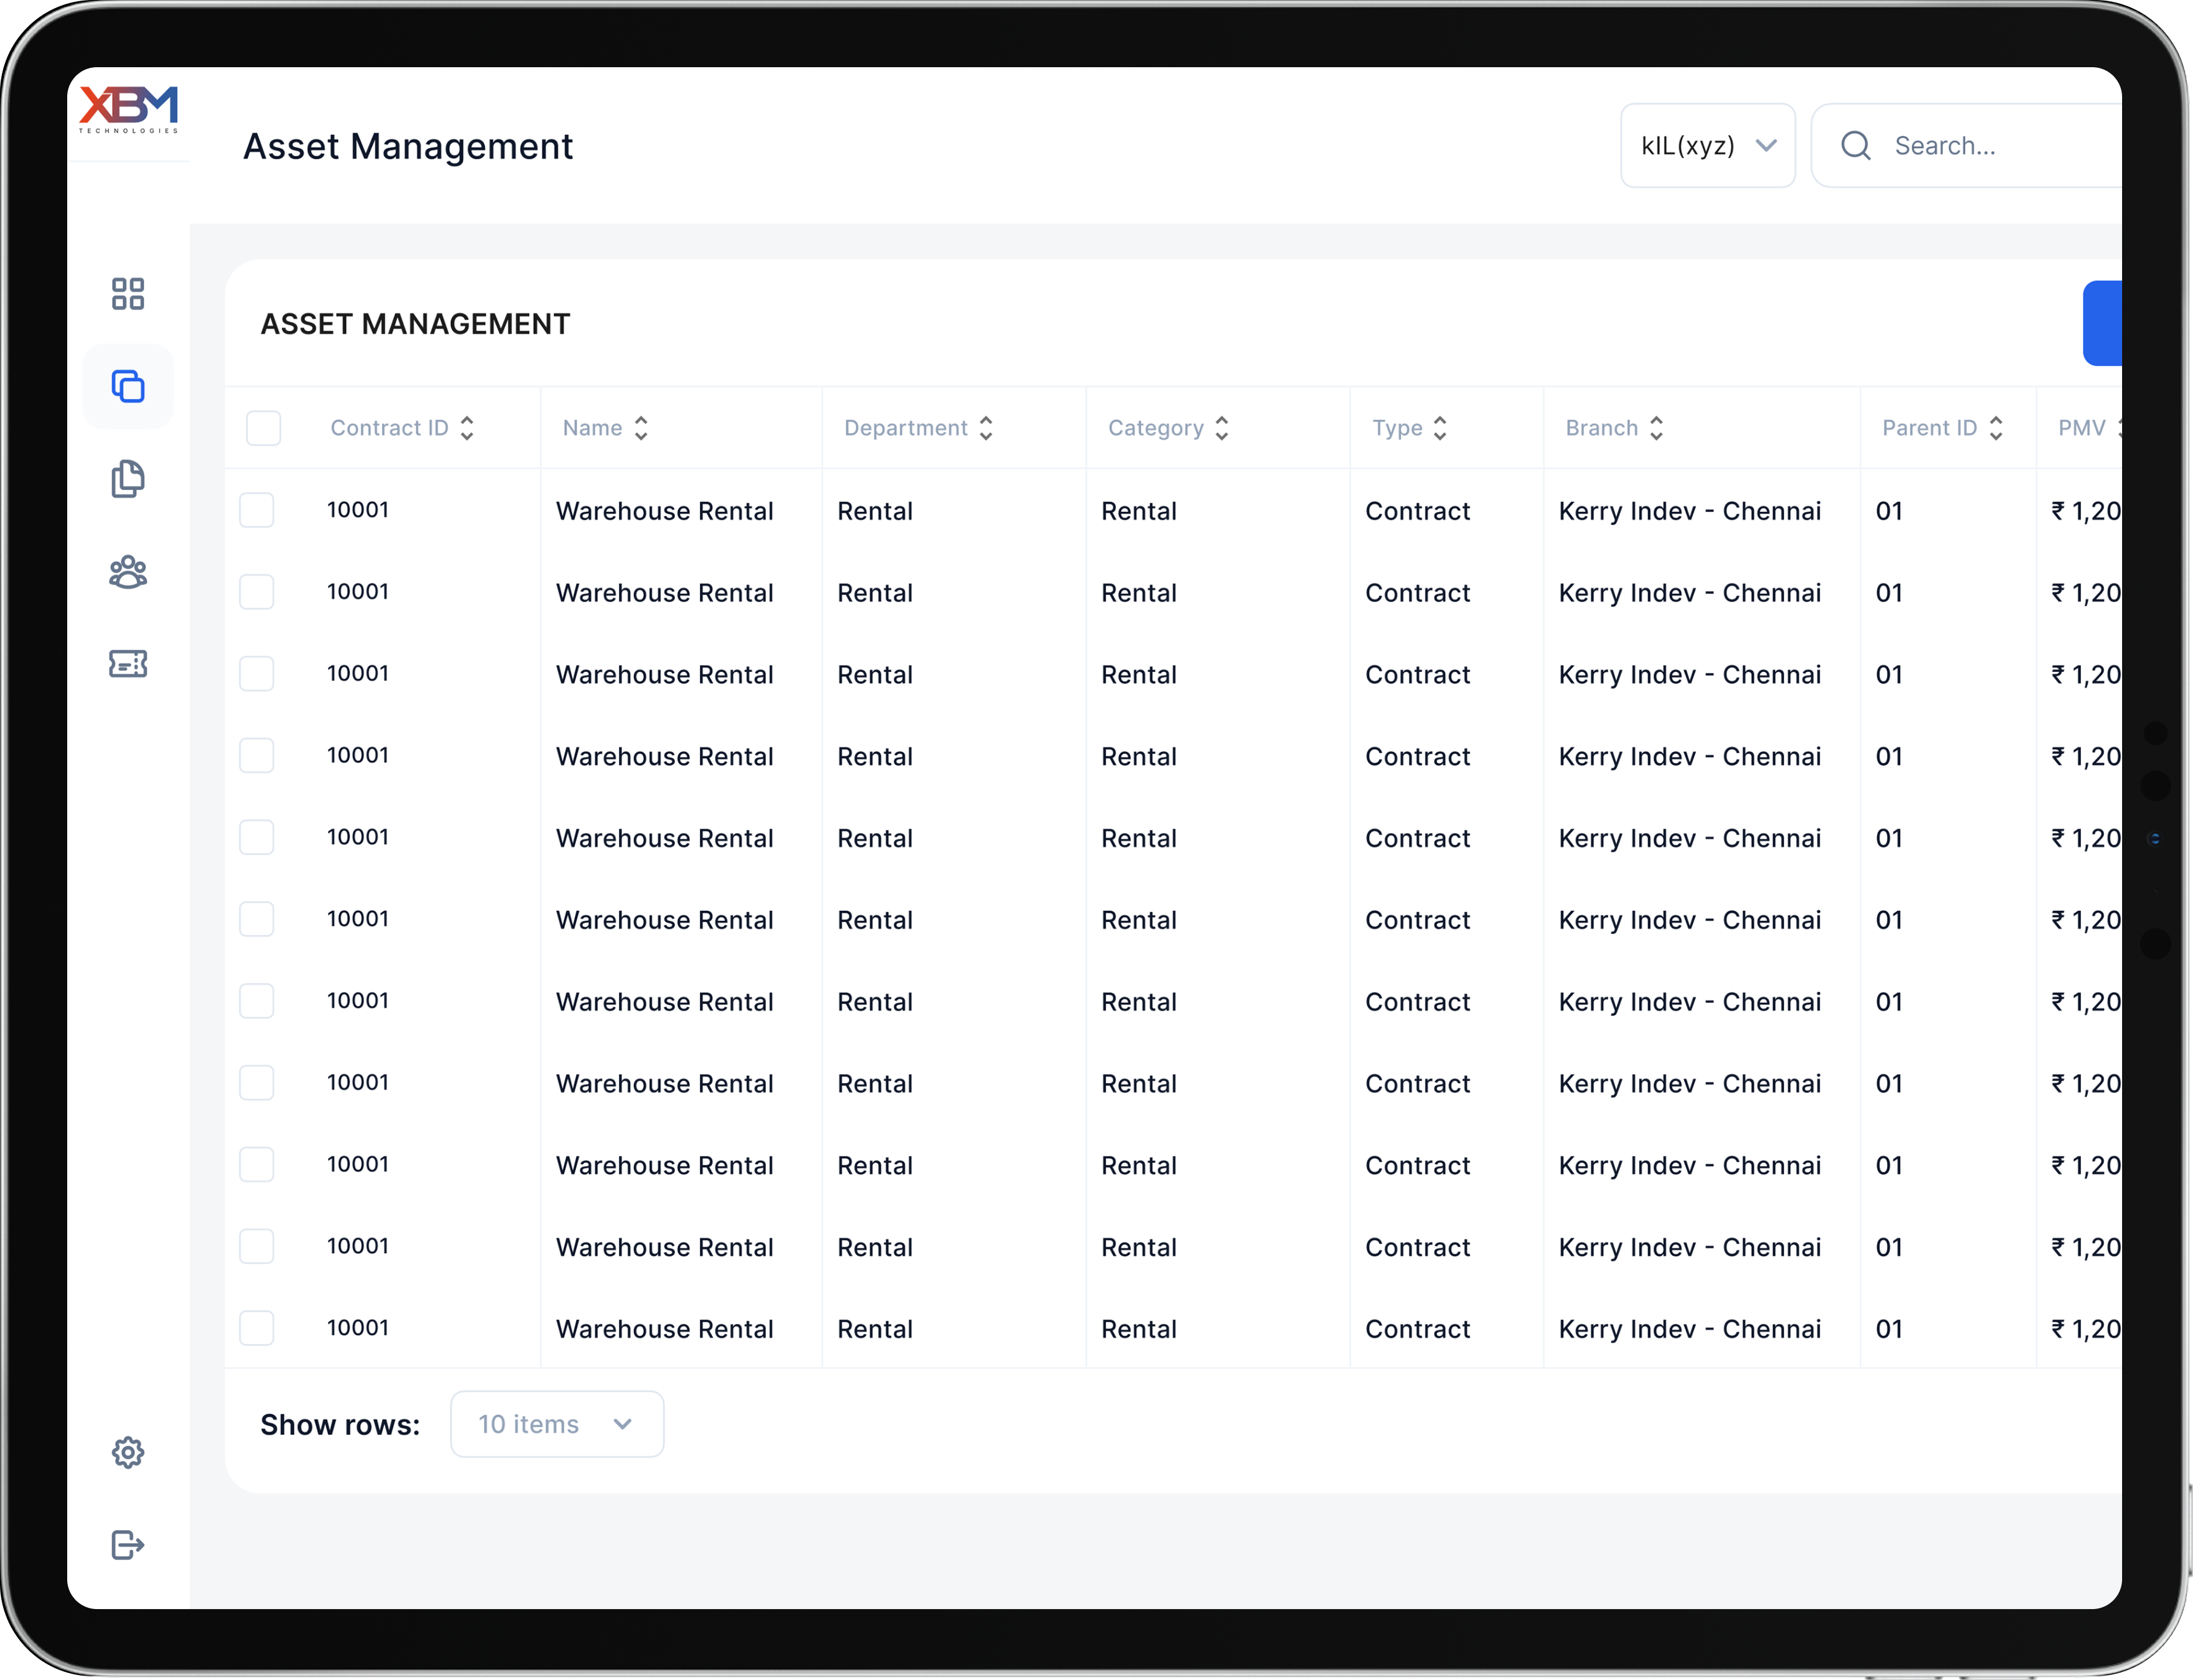 XBM
TECHNOLOGIES
Asset Management
kIL(xyz)
Search...
ASSET MANAGEMENT
Contract ID Name Department Category Type Branch Parent ID PMV
10001 Warehouse Rental Rental Rental Contract Kerry Indev - Chennai 01 ₹ 1,20
10001 Warehouse Rental Rental Rental Contract Kerry Indev - Chennai 01 ₹ 1,20
10001 Warehouse Rental Rental Rental Contract Kerry Indev - Chennai 01 ₹ 1,20
10001 Warehouse Rental Rental Rental Contract Kerry Indev - Chennai 01 ₹ 1,20
10001 Warehouse Rental Rental Rental Contract Kerry Indev - Chennai 01 ₹ 1,20
10001 Warehouse Rental Rental Rental Contract Kerry Indev - Chennai 01 ₹ 1,20
10001 Warehouse Rental Rental Rental Contract Kerry Indev - Chennai 01 ₹ 1,20
10001 Warehouse Rental Rental Rental Contract Kerry Indev - Chennai 01 ₹ 1,20
10001 Warehouse Rental Rental Rental Contract Kerry Indev - Chennai 01 ₹ 1,20
10001 Warehouse Rental Rental Rental Contract Kerry Indev - Chennai 01 ₹ 1,20
10001 Warehouse Rental Rental Rental Contract Kerry Indev - Chennai 01 ₹ 1,20
Show rows: 10 items